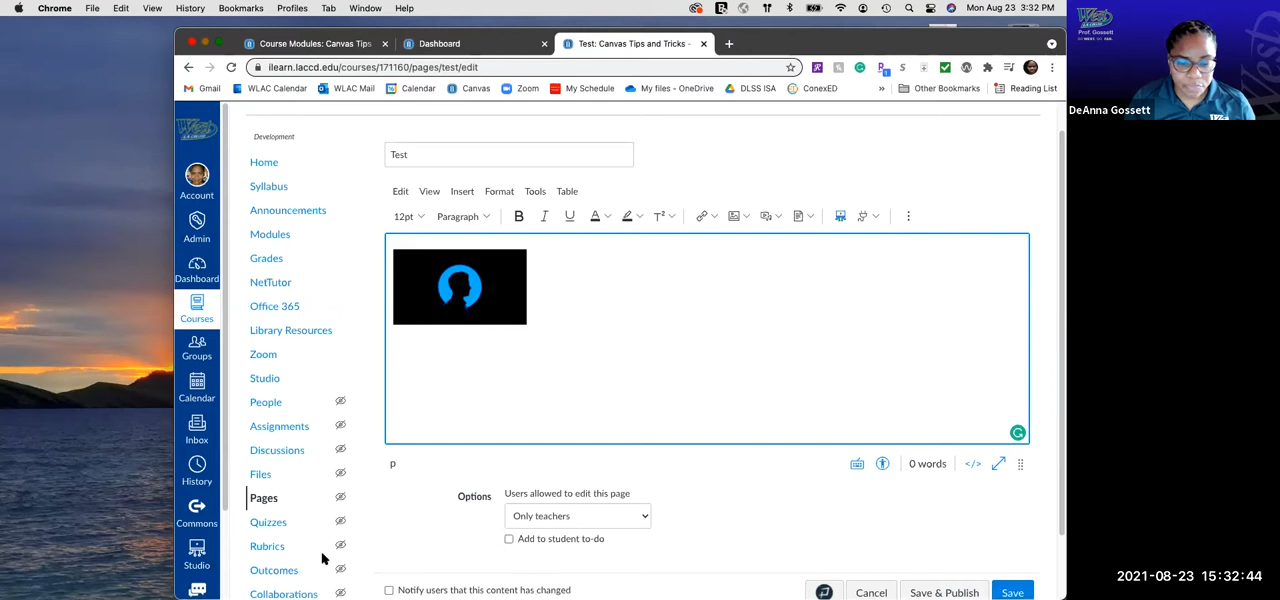 Chrome File Edit View History Bookmarks Profiles Tab Window Help
Mon Aug 23 3:32 PM
Course Modules: Canvas Tips
Dashboard
Test: Canvas Tips and Tricks -
ilearn.laccd.edu/courses/171160/pages/test/edit
Gmail WLAC Calendar WLAC Mail Calendar Canvas Zoom My Schedule My files - OneDrive DLSS ISA ConexED » Other Bookmarks Reading List
West
Prof. Gossett
DeAnna Gossett
Account
Admin
Dashboard
Courses
Groups
Calendar
Inbox
History
Commons
Studio
Development
Home
Syllabus
Announcements
Modules
Grades
NetTutor
Office 365
Library Resources
Zoom
Studio
People
Assignments
Discussions
Files
Pages
Quizzes
Rubrics
Outcomes
Collaborations
Test
Edit View Insert Format Tools Table
12pt Paragraph B I U A T²
p
0 words </>
Options
Users allowed to edit this page
Only teachers
Add to student to-do
Notify users that this content has changed
Cancel
Save & Publish
Save
2021-08-23 15:32:44